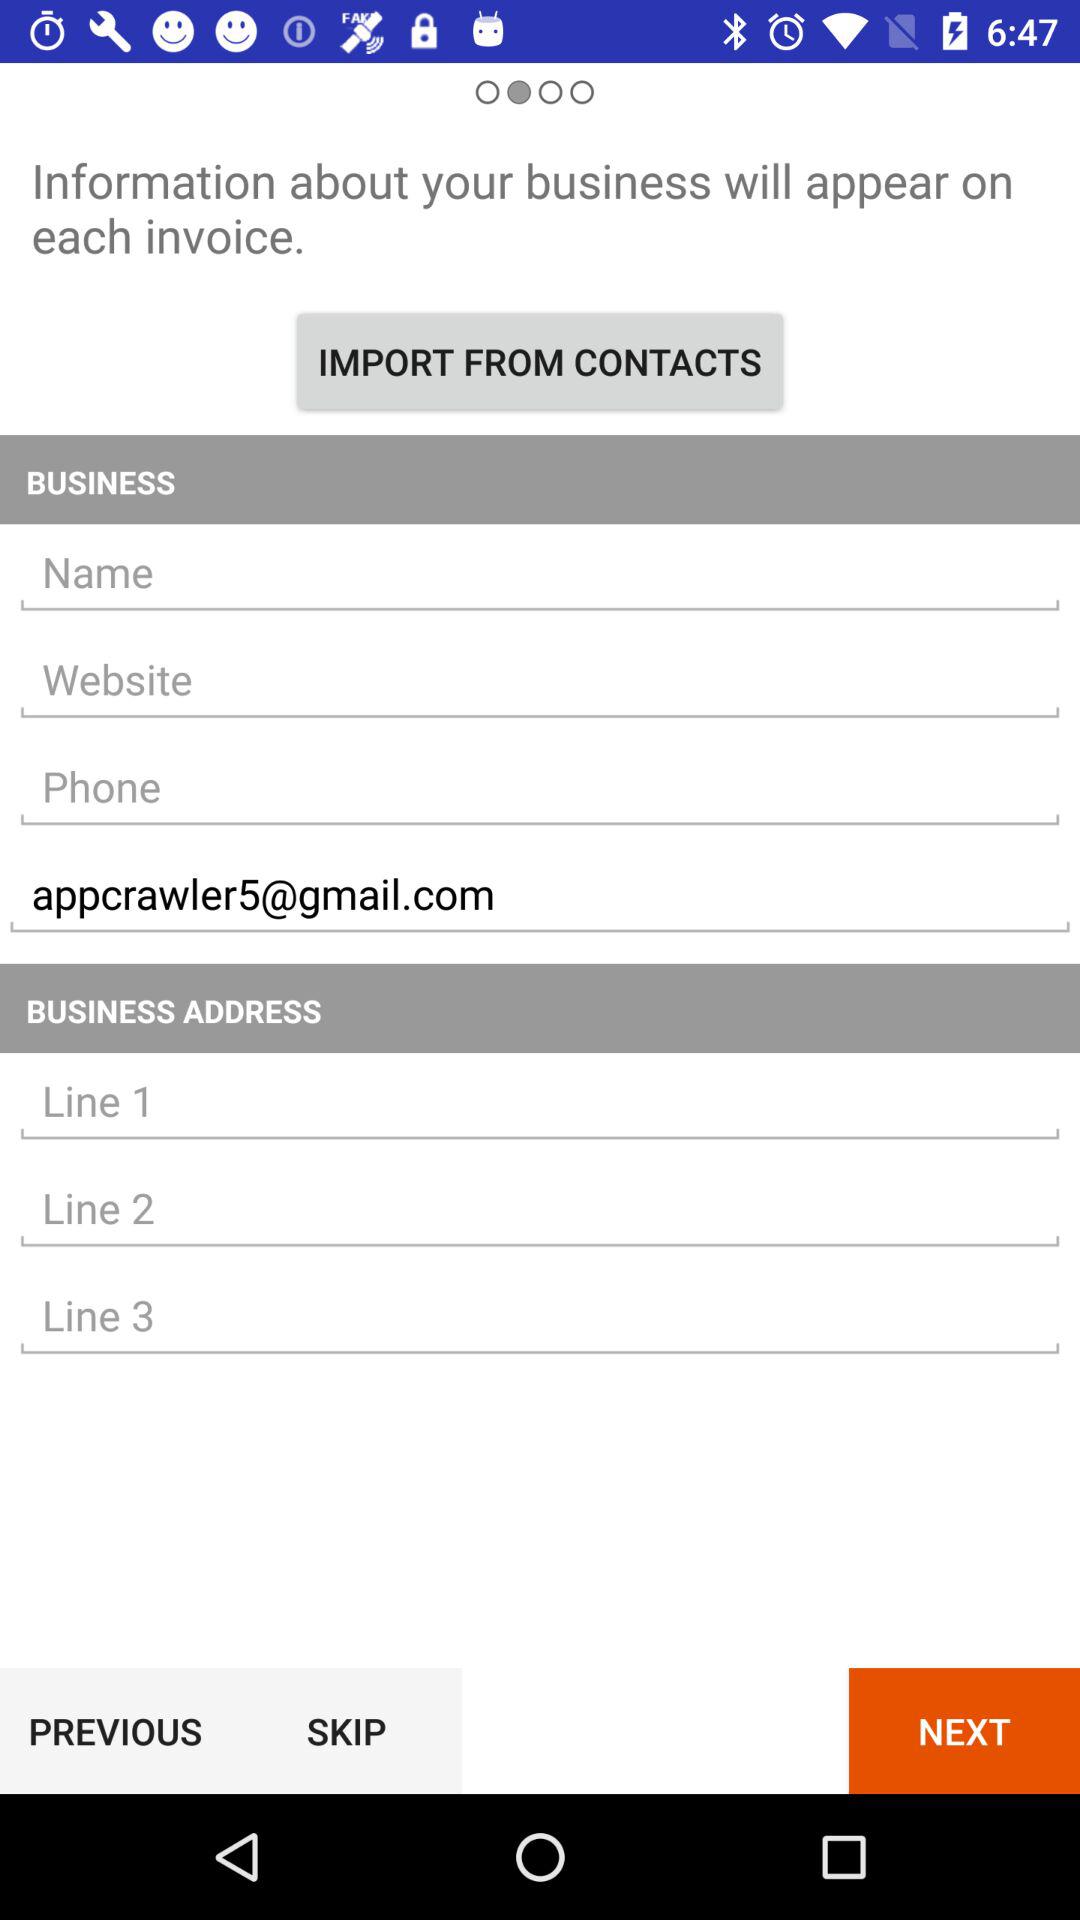 FAKE
6:47
Information about your business will appear on
each invoice.
IMPORT FROM CONTACTS
BUSINESS
Name
Website
Phone
appcrawler5@gmail.com
BUSINESS ADDRESS
Line 1
Line 2
Line 3
PREVIOUS SKIP NEXT